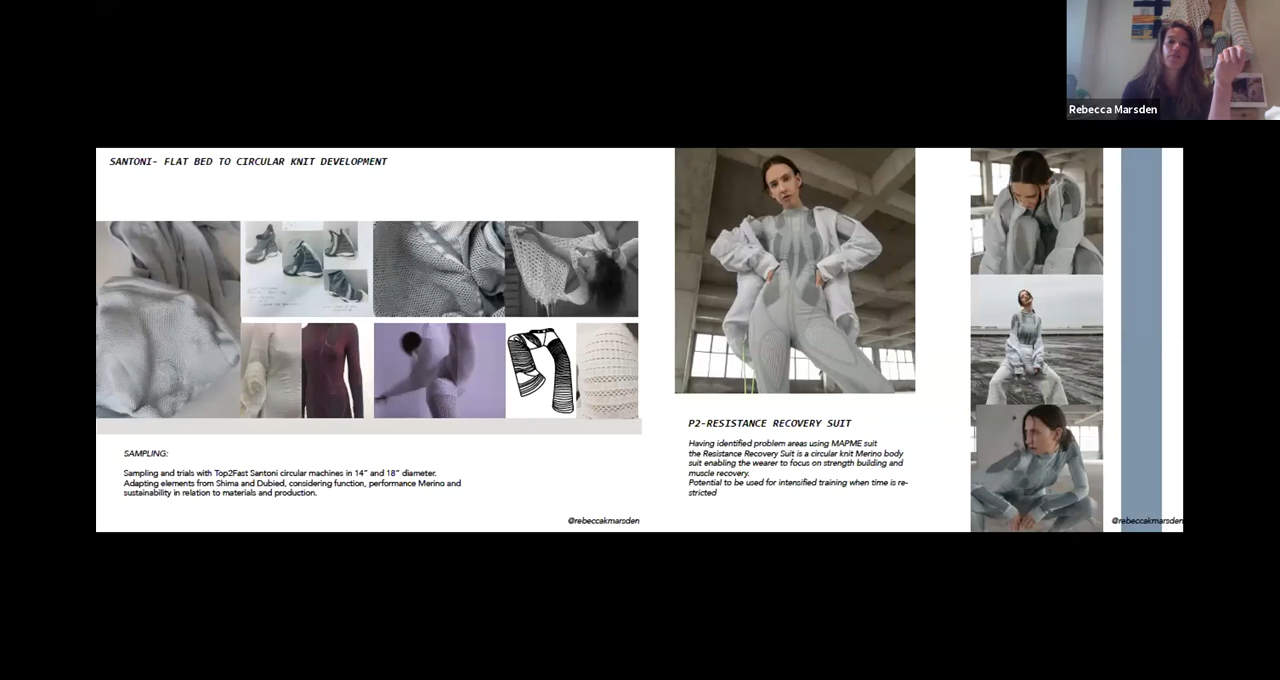 Rebecca Marsden
SANTONI- FLAT BED TO CIRCULAR KNIT DEVELOPMENT
SAMPLING:
Sampling and trials with Top2Fast Santoni circular machines in 14" and 18" diameter.
Adapting elements from Shima and Dubied, considering function, performance Merino and
sustainability in relation to materials and production.
@rebeccakmarsden
P2-RESISTANCE RECOVERY SUIT
Having identified problem areas using MAPME suit
the Resistance Recovery Suit is a circular knit Merino body
suit enabling the wearer to focus on strength building and
muscle recovery.
Potential to be used for intensified training when time is re-
stricted
@rebeccakmarsden